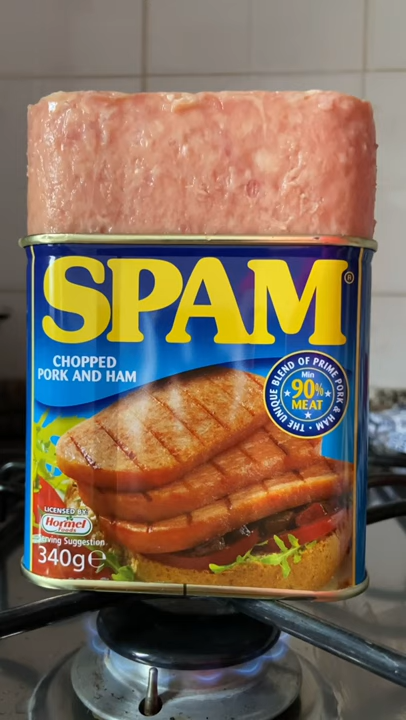 SPAM®
CHOPPED
PORK AND HAM
THE UNIQUE BLEND OF PRIME PORK & HAM
Min
90%
MEAT
LICENSED BY:
Hormel
Foods
Serving Suggestion
340g℮